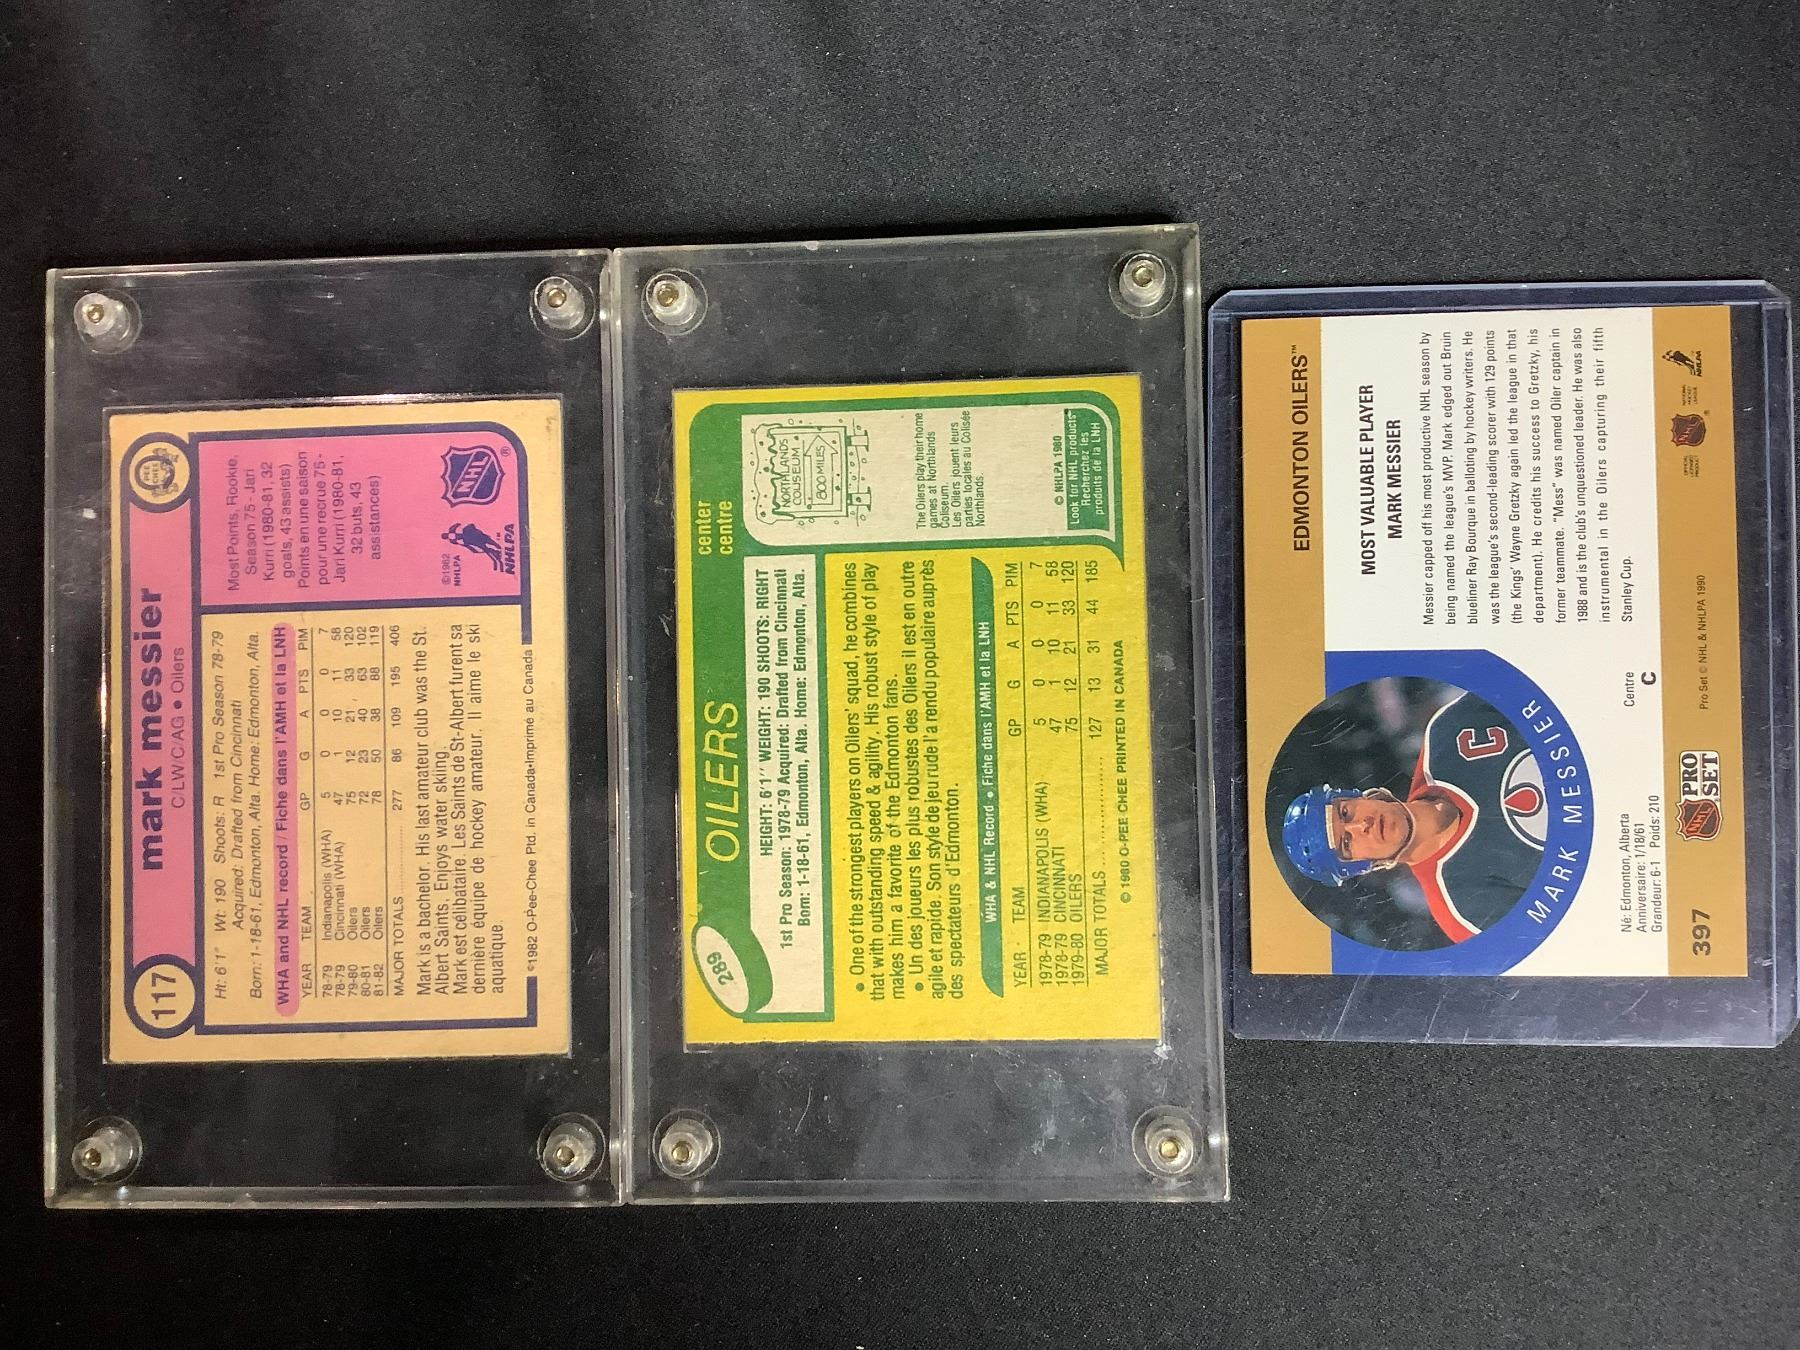 117
mark messier
C/LW/C/AG • Oilers
O PEE CHEE
Ht: 6'1" Wt: 190 Shoots: R 1st Pro Season 78-79
Acquired: Drafted from Cincinnati
Born: 1-18-61, Edmonton, Alta. Home: Edmonton, Alta.
WHA and NHL record / Fiche dans l'AMH et la LNH
YEAR TEAM GP G A PTS PIM
78-79 Indianapolis (WHA) 5 0 0 0 7
78-79 Cincinnati (WHA) 47 1 10 11 58
79-80 Oilers 75 12 21 33 120
80-81 Oilers 72 23 40 63 102
81-82 Oilers 78 50 38 88 119
MAJOR TOTALS 277 86 109 195 406
Mark is a bachelor. His last amateur club was the St.
Albert Saints. Enjoys water skiing.
Mark est célibataire. Les Saints de St-Albert furent sa
dernière équipe de hockey amateur. Il aime le ski
aquatique.
©1982 O-Pee-Chee Ptd. in Canada-Imprimé au Canada
Most Points, Rookie,
Season 75 - Jari
Kurri (1980-81, 32
goals, 43 assists)
Points en une saison
pour une recrue 75-
Jari Kurri (1980-81,
32 buts, 43
assistances)
©1982
NHLPA
NHLPA
NHL
®
289
OILERS
center
centre
HEIGHT: 6'1" WEIGHT: 190 SHOOTS: RIGHT
1st Pro Season: 1978-79 Acquired: Drafted from Cincinnati
Born: 1-18-61, Edmonton, Alta. Home: Edmonton, Alta.
• One of the strongest players on Oilers' squad, he combines
that with outstanding speed & agility. His robust style of play
makes him a favorite of the Edmonton fans.
• Un des joueurs les plus robustes des Oilers il est en outre
agile et rapide. Son style de jeu rude l'a rendu populaire auprès
des spectateurs d'Edmonton.
WHA & NHL Record • Fiche dans l'AMH et la LNH
YEAR TEAM GP G A PTS PIM
1978-79 INDIANAPOLIS (WHA) 5 0 0 0 7
1978-79 CINCINNATI 47 1 10 11 58
1979-80 OILERS 75 12 21 33 120
MAJOR TOTALS 127 13 31 44 185
© 1980 O-PEE CHEE PRINTED IN CANADA
NORTHLANDS
COLISEUM
800 MILES
The Oilers play their home
games at Northlands
Coliseum.
Les Oilers jouent leurs
parties locales au Colisée
Northlands.
© NHLPA 1980
Look for NHL products
Recherchez les
produits de la LNH
EDMONTON OILERS™
MOST VALUABLE PLAYER
MARK MESSIER
Messier capped off his most productive NHL season by
being named the league's MVP. Mark edged out Bruin
blueliner Ray Bourque in balloting by hockey writers. He
was the league's second-leading scorer with 129 points
(the Kings' Wayne Gretzky again led the league in that
department). He credits his success to Gretzky, his
former teammate. "Mess" was named Oiler captain in
1988 and is the club's unquestioned leader. He was also
instrumental in the Oilers capturing their fifth
Stanley Cup.
C
MARK MESSIER
Né: Edmonton, Alberta
Anniversaire: 1/18/61
Grandeur: 6-1 Poids: 210
Centre
C
397
NHL
PRO
SET
Pro Set © NHL & NHLPA 1990
OFFICIAL
LICENSED
PRODUCT
NHL
®
NATIONAL
HOCKEY
LEAGUE
NHLPA